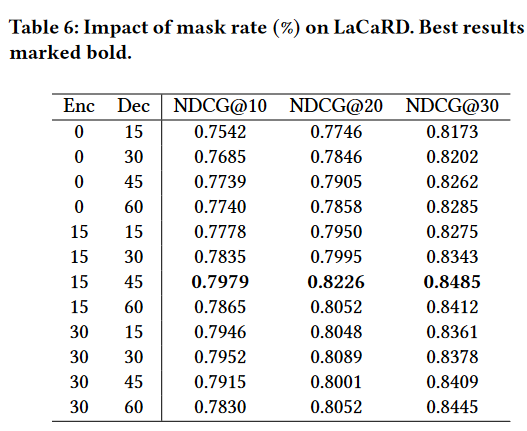 Table 6: Impact of mask rate (%) on LaCaRD. Best results
marked bold.
Enc Dec NDCG@10 NDCG@20 NDCG@30
0 15 0.7542 0.7746 0.8173
0 30 0.7685 0.7846 0.8202
0 45 0.7739 0.7905 0.8262
0 60 0.7740 0.7858 0.8285
15 15 0.7778 0.7950 0.8275
15 30 0.7835 0.7995 0.8343
15 45 0.7979 0.8226 0.8485
15 60 0.7865 0.8052 0.8412
30 15 0.7946 0.8048 0.8361
30 30 0.7952 0.8089 0.8378
30 45 0.7915 0.8001 0.8409
30 60 0.7830 0.8052 0.8445